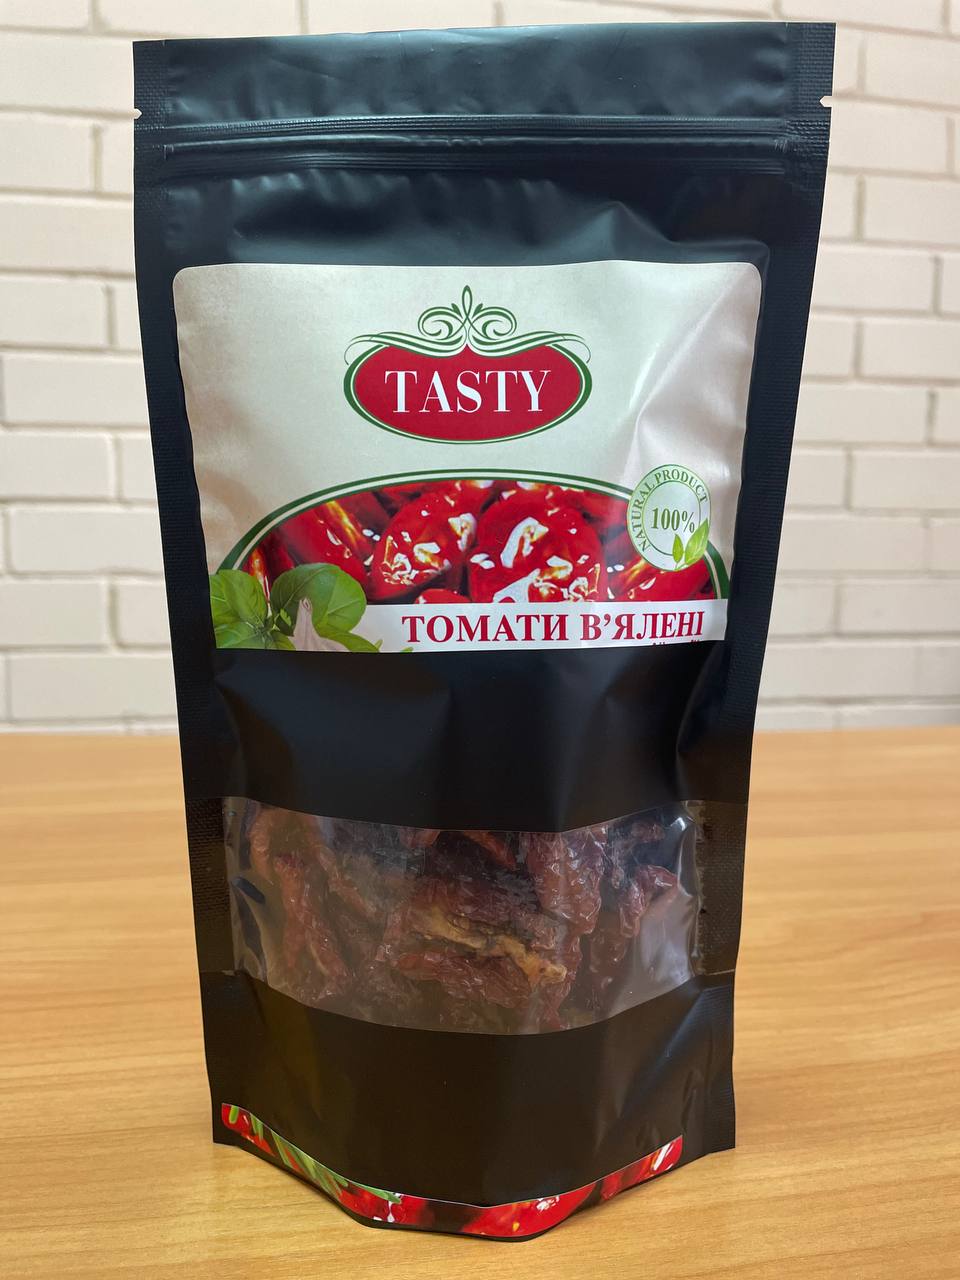 TASTY
NATURAL PRODUCT
100%
ТОМАТИ В’ЯЛЕНІ